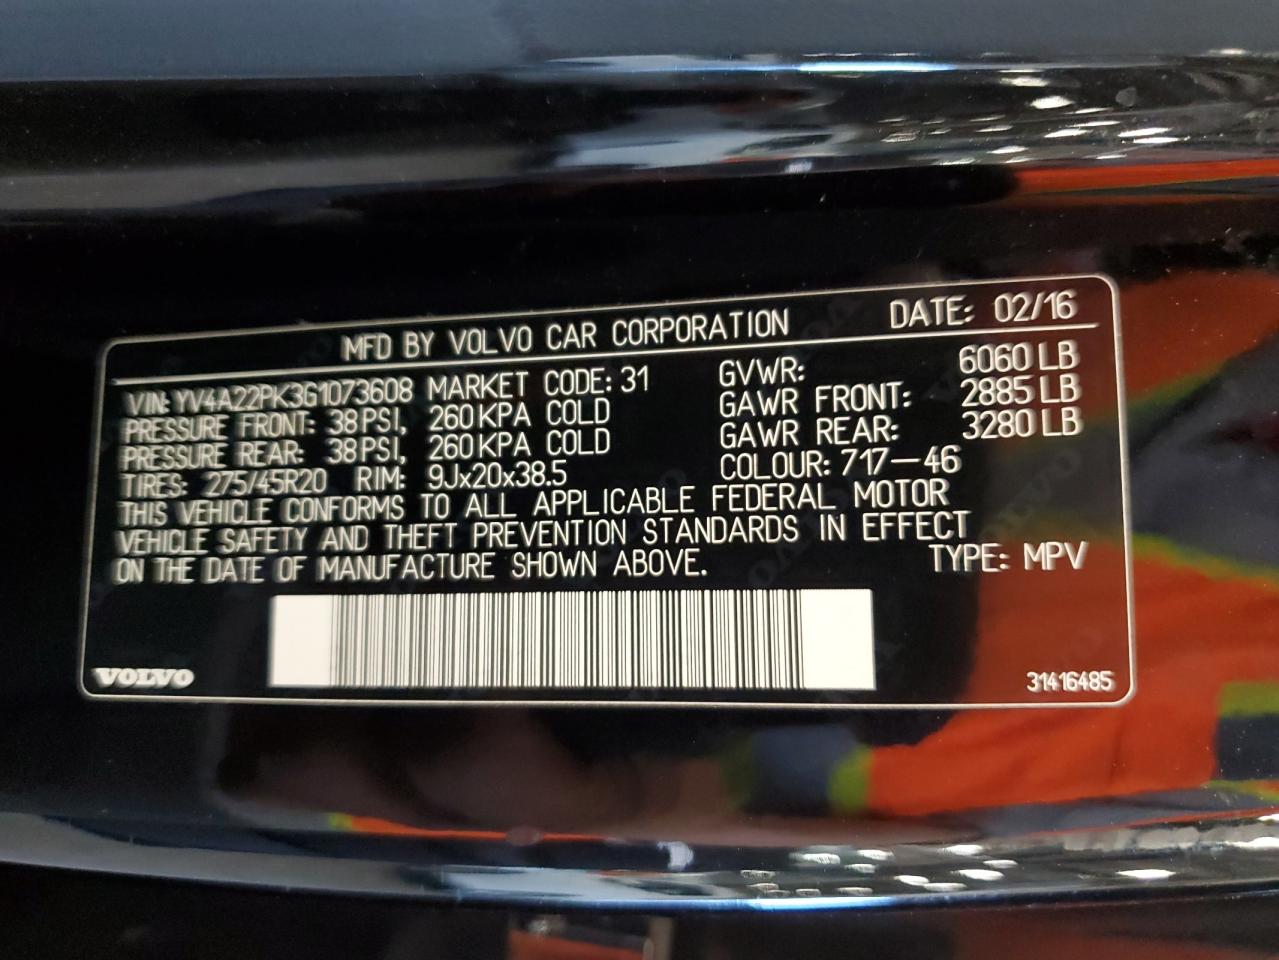 MFD BY VOLVO CAR CORPORATION DATE: 02/16
VIN: YV4A22PK3G1073608 MARKET CODE: 31 GVWR: 6060 LB
PRESSURE FRONT: 38 PSI, 260 KPA COLD GAWR FRONT: 2885 LB
PRESSURE REAR: 38 PSI, 260 KPA COLD GAWR REAR: 3280 LB
TIRES: 275/45R20 RIM: 9Jx20x38.5 COLOUR: 717-46
THIS VEHICLE CONFORMS TO ALL APPLICABLE FEDERAL MOTOR
VEHICLE SAFETY AND THEFT PREVENTION STANDARDS IN EFFECT
ON THE DATE OF MANUFACTURE SHOWN ABOVE. TYPE: MPV
VOLVO 31416485